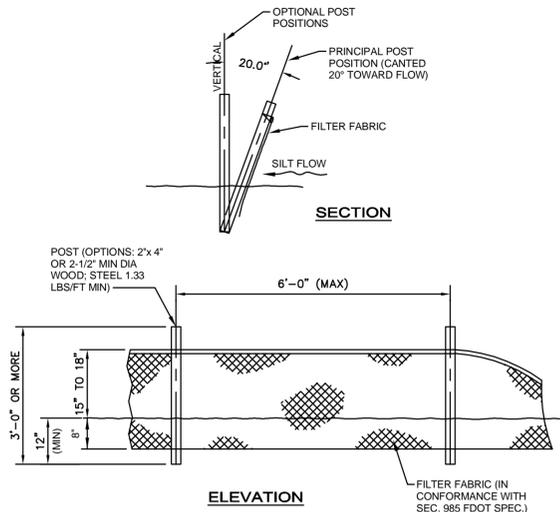 OPTIONAL POST
POSITIONS
VERTICAL
20.0°
PRINCIPAL POST
POSITION (CANTED
20° TOWARD FLOW)
FILTER FABRIC
SILT FLOW
SECTION
POST (OPTIONS: 2"x 4"
OR 2-1/2" MIN DIA
WOOD; STEEL 1.33
LBS/FT MIN)
6'-0" (MAX)
3'-0" OR MORE
15" TO 18"
12"
(MIN)
8"
ELEVATION
FILTER FABRIC (IN
CONFORMANCE WITH
SEC. 985 FDOT SPEC.)